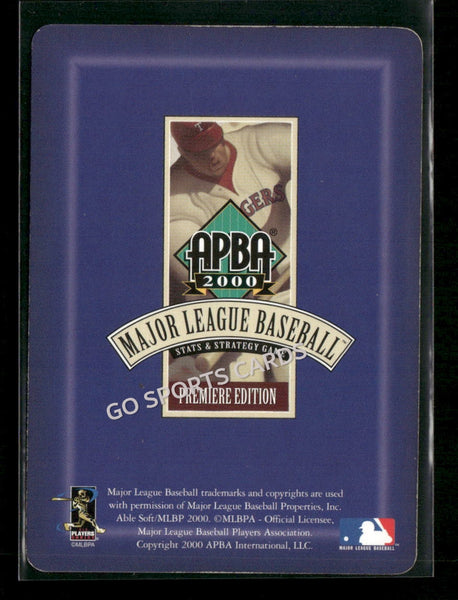 T
GERS
APBA®
2000
MAJOR LEAGUE BASEBALL™
STATS & STRATEGY GAME
GO SPORTS CARDS
PREMIERE EDITION
Major League Baseball trademarks and copyrights are used
with permission of Major League Baseball Properties, Inc.
Able Soft/MLBP 2000. ©MLBPA - Official Licensee,
Major League Baseball Players Association.
Copyright 2000 APBA International, LLC.
PLAYERS
©MLBPA
MAJOR LEAGUE BASEBALL